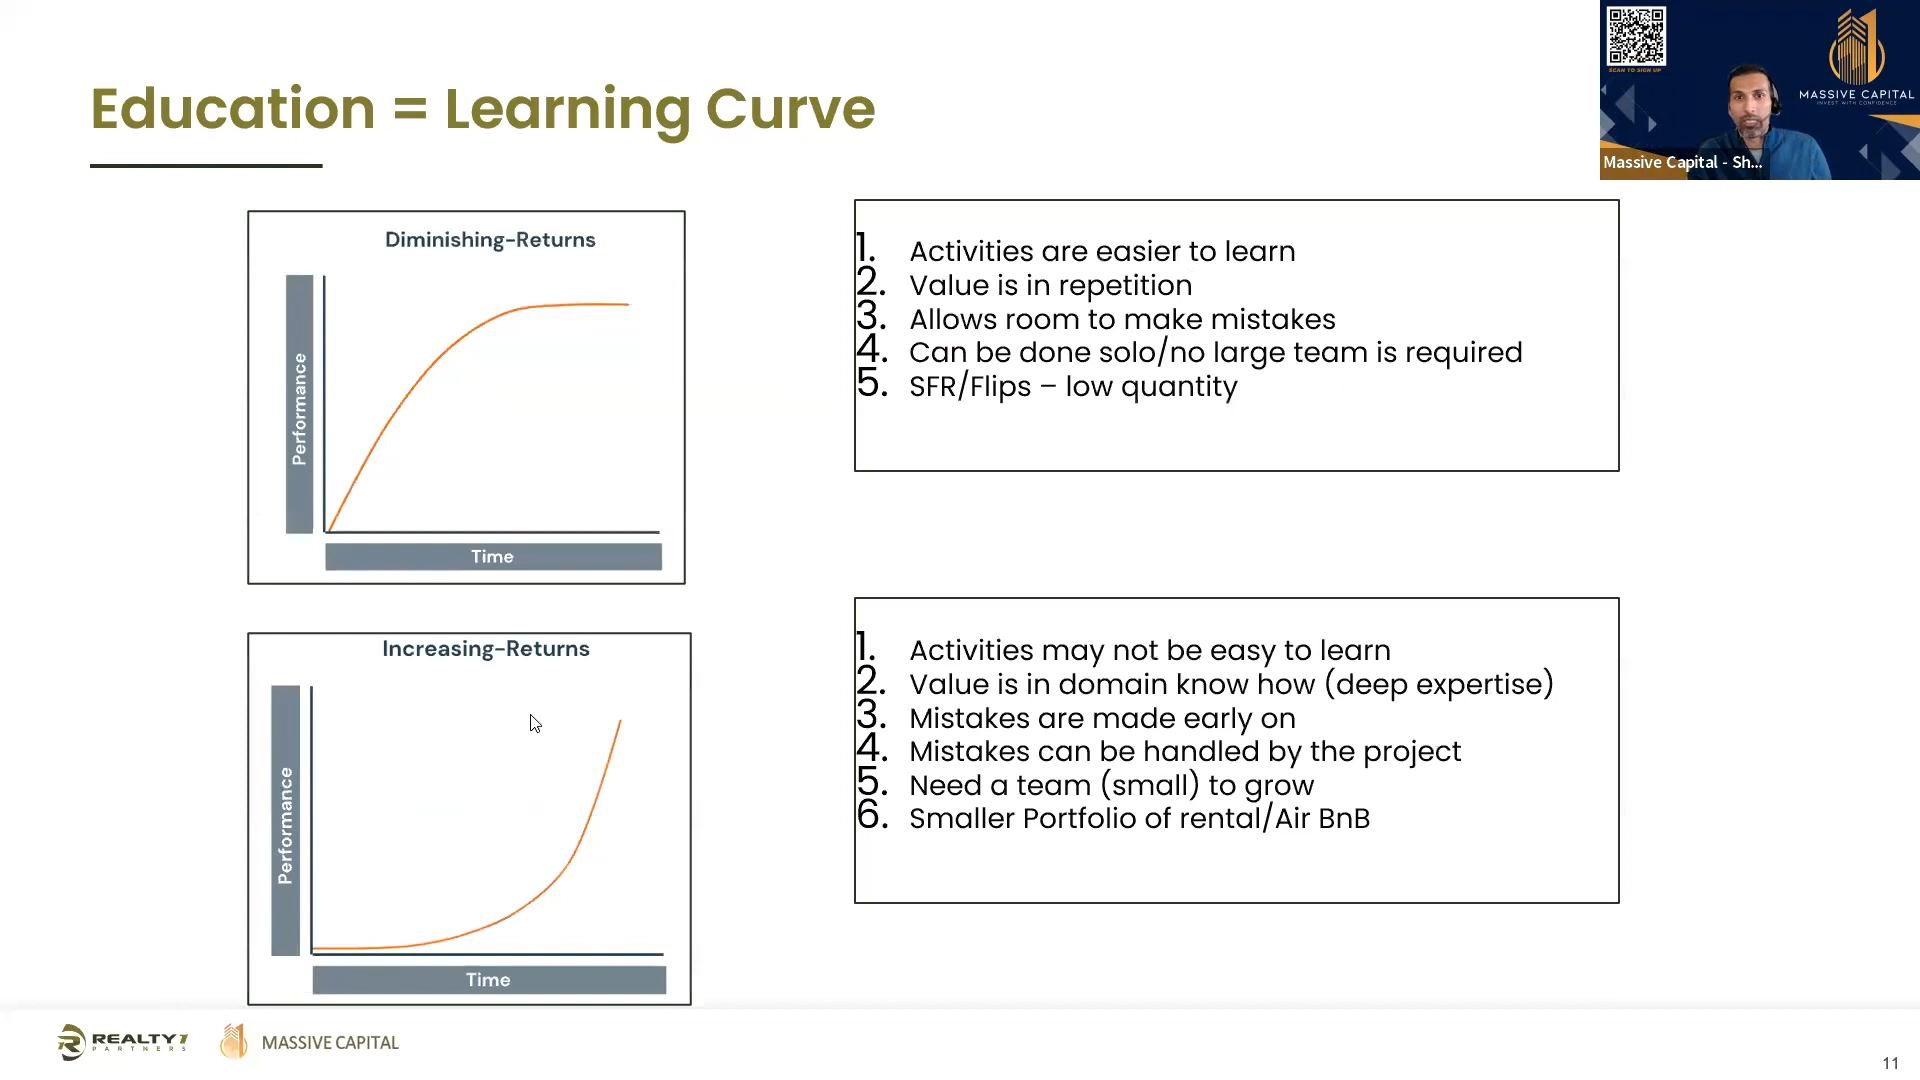 Education = Learning Curve
SCAN TO SIGN UP
MASSIVE CAPITAL
INVEST WITH CONFIDENCE
Massive Capital - Sh...
Diminishing-Returns
Performance
Time
1. Activities are easier to learn
2. Value is in repetition
3. Allows room to make mistakes
4. Can be done solo/no large team is required
5. SFR/Flips – low quantity
Increasing-Returns
Performance
Time
1. Activities may not be easy to learn
2. Value is in domain know how (deep expertise)
3. Mistakes are made early on
4. Mistakes can be handled by the project
5. Need a team (small) to grow
6. Smaller Portfolio of rental/Air BnB
REALTY1
PARTNERS
MASSIVE CAPITAL
11